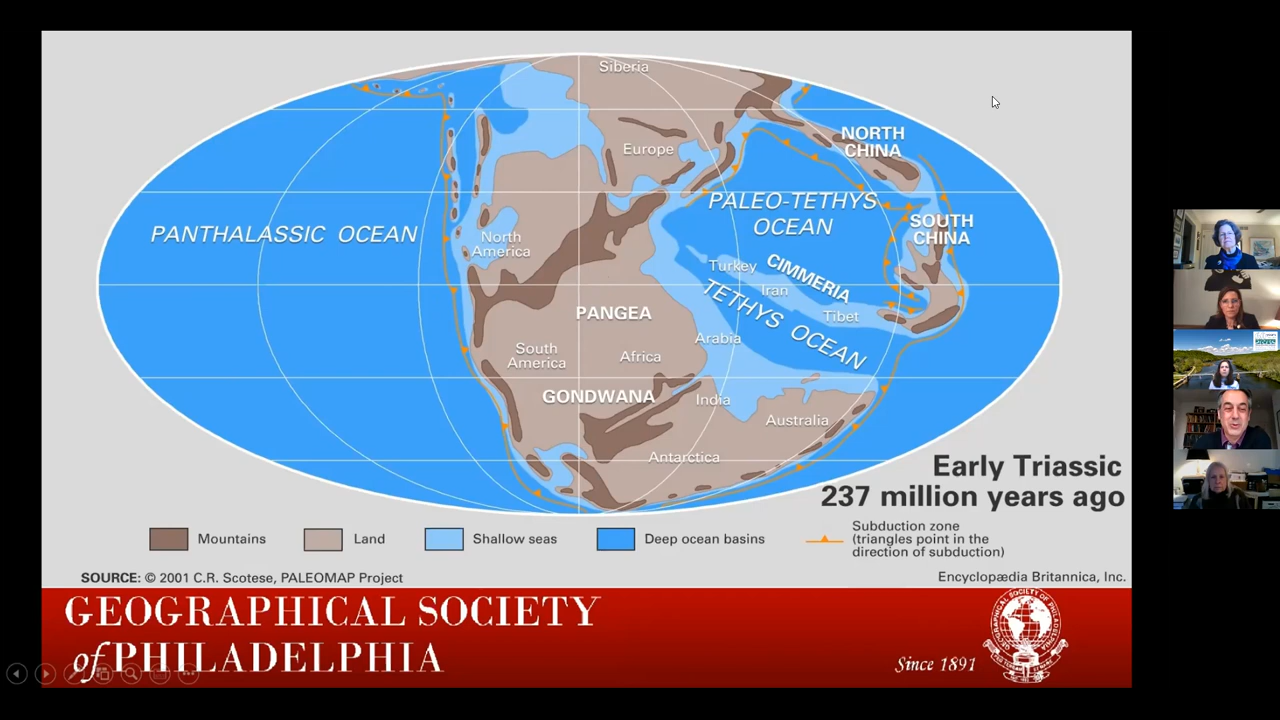 Siberia
NORTH
CHINA
Europe
PALEO-TETHYS
OCEAN
SOUTH
CHINA
PANTHALASSIC OCEAN
North
America
Turkey
CIMMERIA
Iran
TETHYS OCEAN
Tibet
PANGEA
Arabia
South
America
Africa
GONDWANA
India
Australia
Antarctica
Early Triassic
237 million years ago
Mountains
Land
Shallow seas
Deep ocean basins
Subduction zone
(triangles point in the
direction of subduction)
SOURCE: © 2001 C.R. Scotese, PALEOMAP Project
Encyclopædia Britannica, Inc.
GEOGRAPHICAL SOCIETY
of PHILADELPHIA
Since 1891